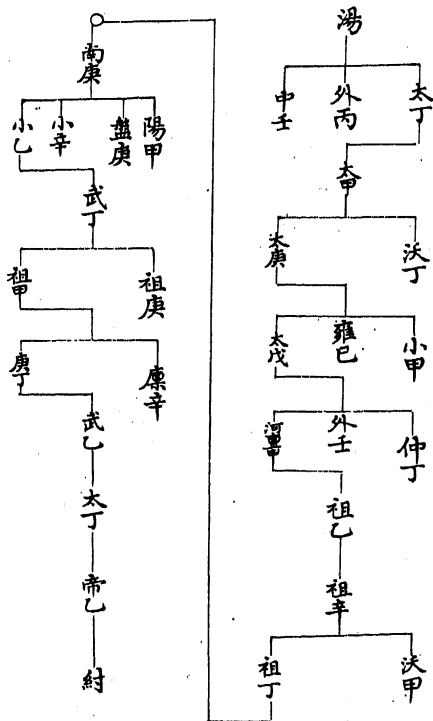 湯
太丁
外丙
中壬
太甲
沃丁
太庚
小甲
雍巳
太戊
仲丁
外壬
河亶甲
祖乙
祖辛
沃甲
祖丁
南庚
陽甲
盤庚
小辛
小乙
武丁
祖庚
祖甲
廩辛
庚丁
武乙
太丁
帝乙
紂